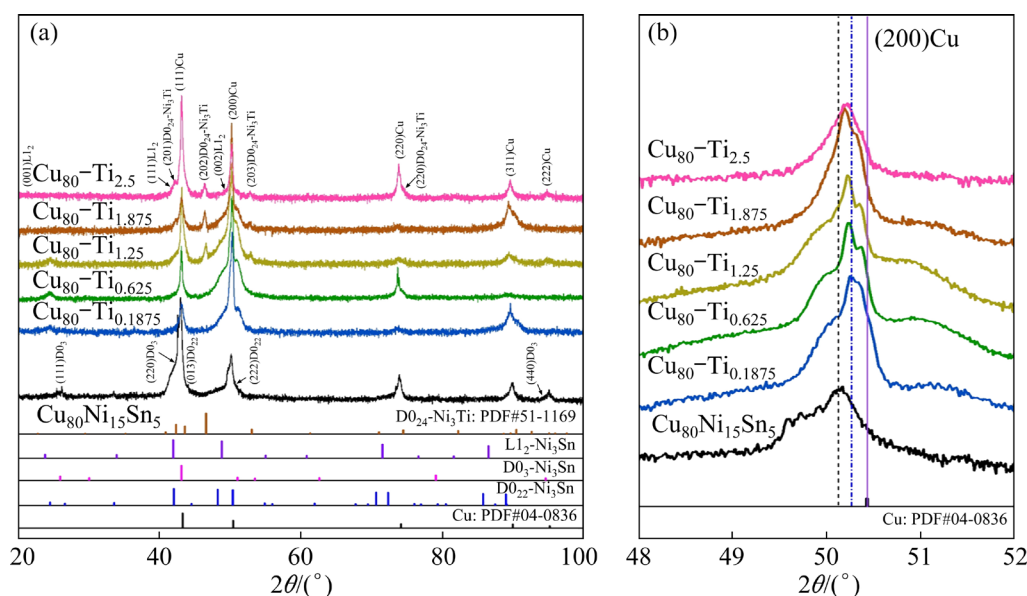 (a)
(111)Cu
(200)Cu
(001)L1₂
(111)L1₂
(201)D0₂₄-Ni₃Ti
(202)D0₂₄-Ni₃Ti
(002)L1₂
(203)D0₂₄-Ni₃Ti
(220)Cu
(220)D0₂₄-Ni₃Ti
(311)Cu
(222)Cu
Cu₈₀-Ti₂.₅
Cu₈₀-Ti₁.₈₇₅
Cu₈₀-Ti₁.₂₅
Cu₈₀-Ti₀.₆₂₅
Cu₈₀-Ti₀.₁₈₇₅
(111)D0₃
(220)D0₃
(013)D0₂₂
(222)D0₂₂
(440)D0₃
Cu₈₀Ni₁₅Sn₅
D0₂₄-Ni₃Ti: PDF#51-1169
L1₂-Ni₃Sn
D0₃-Ni₃Sn
D0₂₂-Ni₃Sn
Cu: PDF#04-0836
20 40 60 80 100
2θ/(°)
(b)
(200)Cu
Cu₈₀-Ti₂.₅
Cu₈₀-Ti₁.₈₇₅
Cu₈₀-Ti₁.₂₅
Cu₈₀-Ti₀.₆₂₅
Cu₈₀-Ti₀.₁₈₇₅
Cu₈₀Ni₁₅Sn₅
Cu: PDF#04-0836
48 49 50 51 52
2θ/(°)